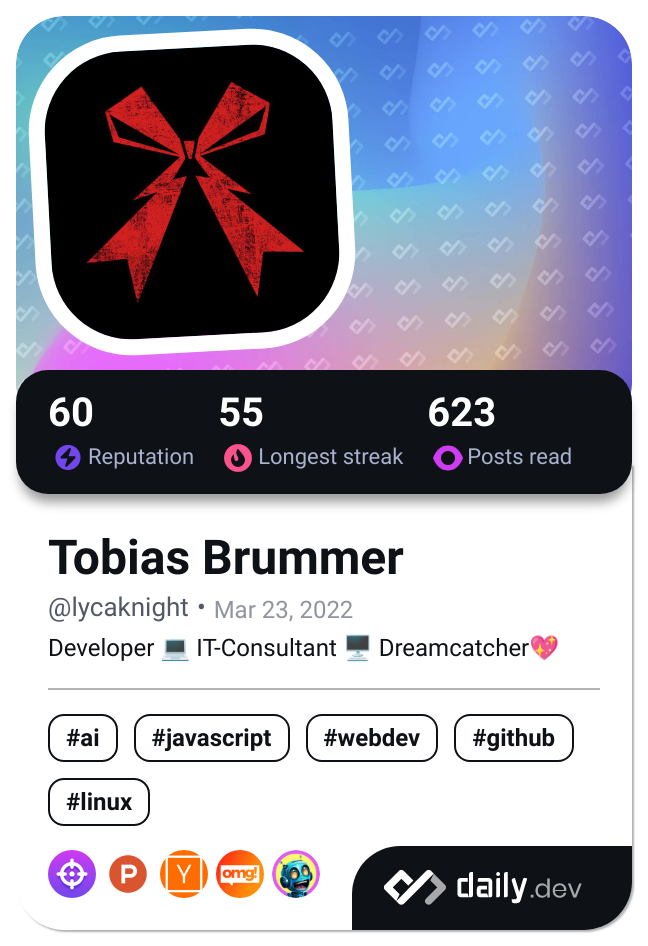 60
55
623
Reputation
Longest streak
Posts read
Tobias Brummer
@lycaknight • Mar 23, 2022
Developer 💻 IT-Consultant 🖥️ Dreamcatcher💖
#ai
#javascript
#webdev
#github
#linux
P
Y
omg!
daily.dev